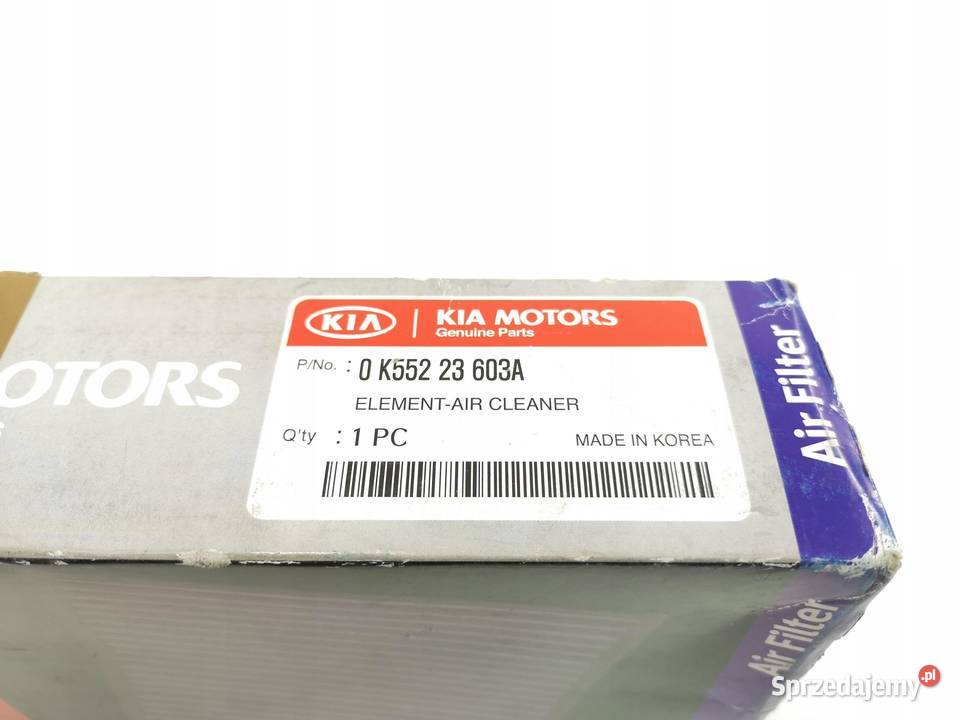 KIA | KIA MOTORS
Genuine Parts
P/No. : 0 K552 23 603A
ELEMENT-AIR CLEANER
Q'ty : 1 PC MADE IN KOREA
OTORS
Air Filter
Air Filter
Sprzedajemy.pl